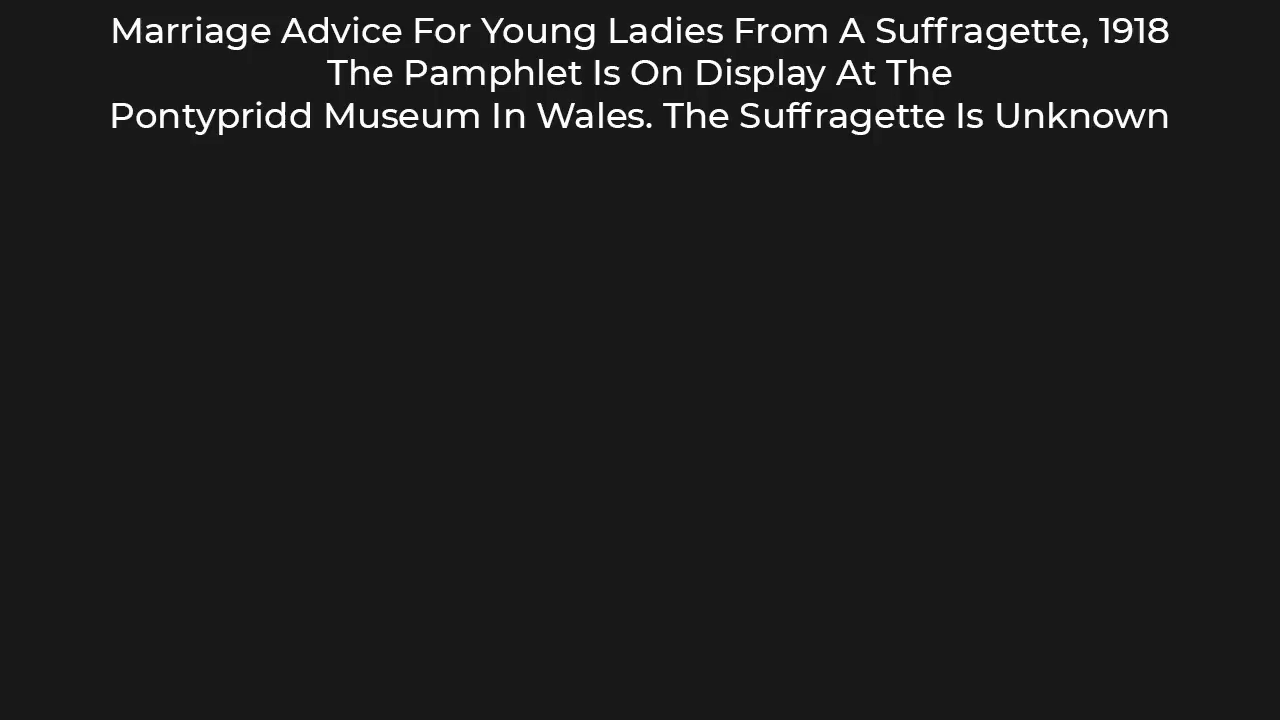 Marriage Advice For Young Ladies From A Suffragette, 1918
The Pamphlet Is On Display At The
Pontypridd Museum In Wales. The Suffragette Is Unknown